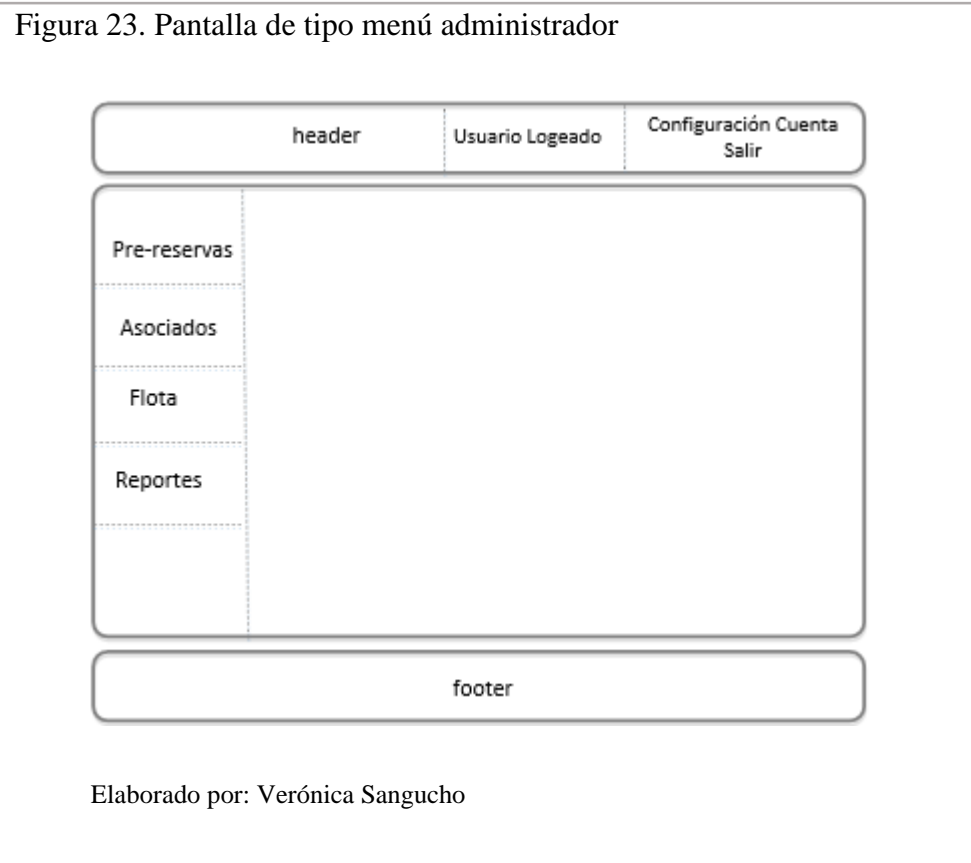 Figura 23. Pantalla de tipo menú administrador
header
Usuario Logeado
Configuración Cuenta
Salir
Pre-reservas
Asociados
Flota
Reportes
footer
Elaborado por: Verónica Sangucho